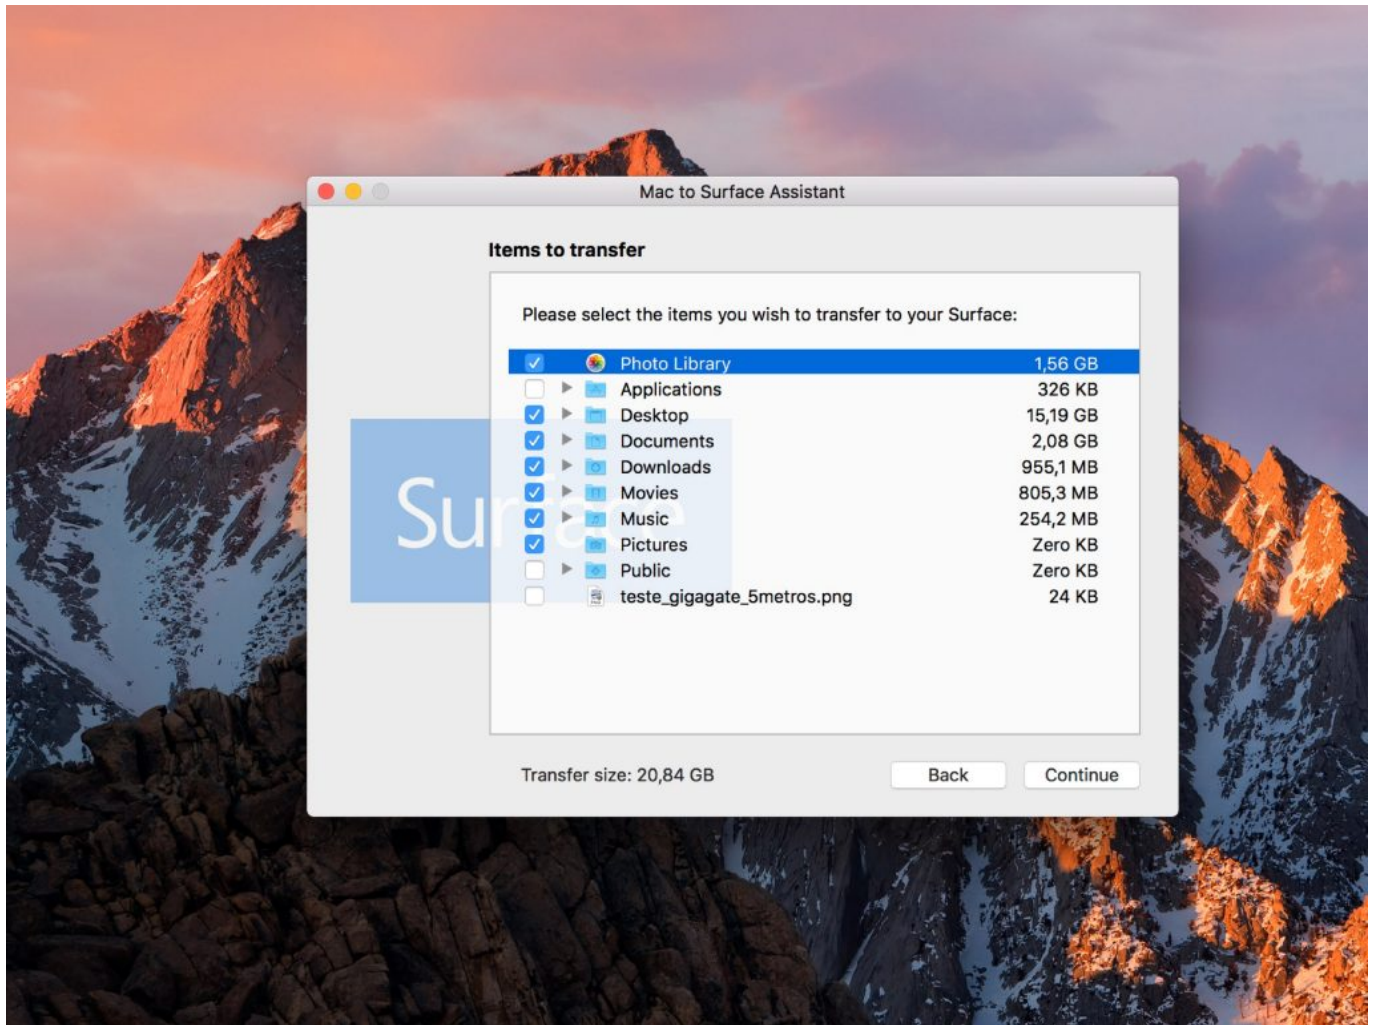 Mac to Surface Assistant
Items to transfer
Please select the items you wish to transfer to your Surface:
Photo Library 1,56 GB
Applications 326 KB
Desktop 15,19 GB
Documents 2,08 GB
Downloads 955,1 MB
Movies 805,3 MB
Music 254,2 MB
Pictures Zero KB
Public Zero KB
teste_gigagate_5metros.png 24 KB
Surface
Transfer size: 20,84 GB Back Continue